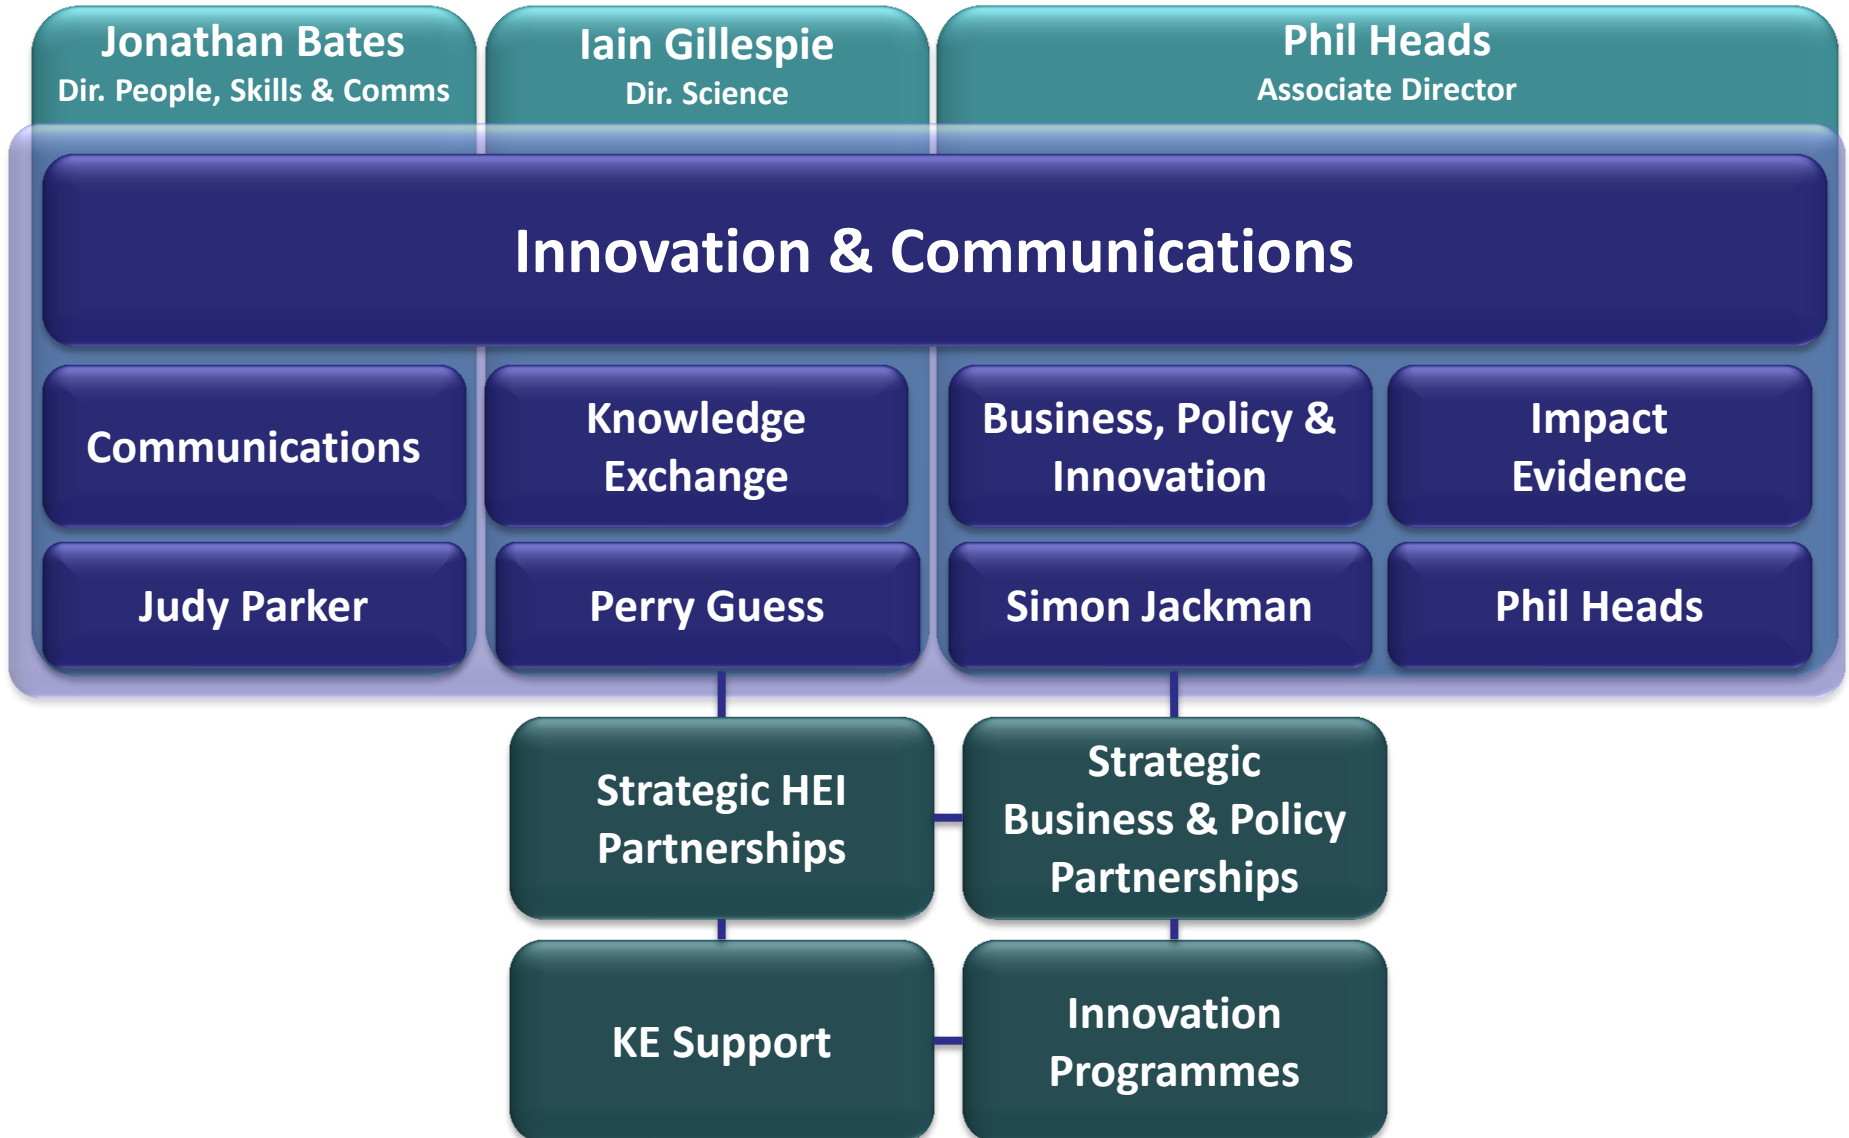 Jonathan Bates
Dir. People, Skills & Comms
Iain Gillespie
Dir. Science
Phil Heads
Associate Director
Innovation & Communications
Communications
Knowledge
Exchange
Business, Policy &
Innovation
Impact
Evidence
Judy Parker
Perry Guess
Simon Jackman
Phil Heads
Strategic HEI
Partnerships
Strategic
Business & Policy
Partnerships
KE Support
Innovation
Programmes